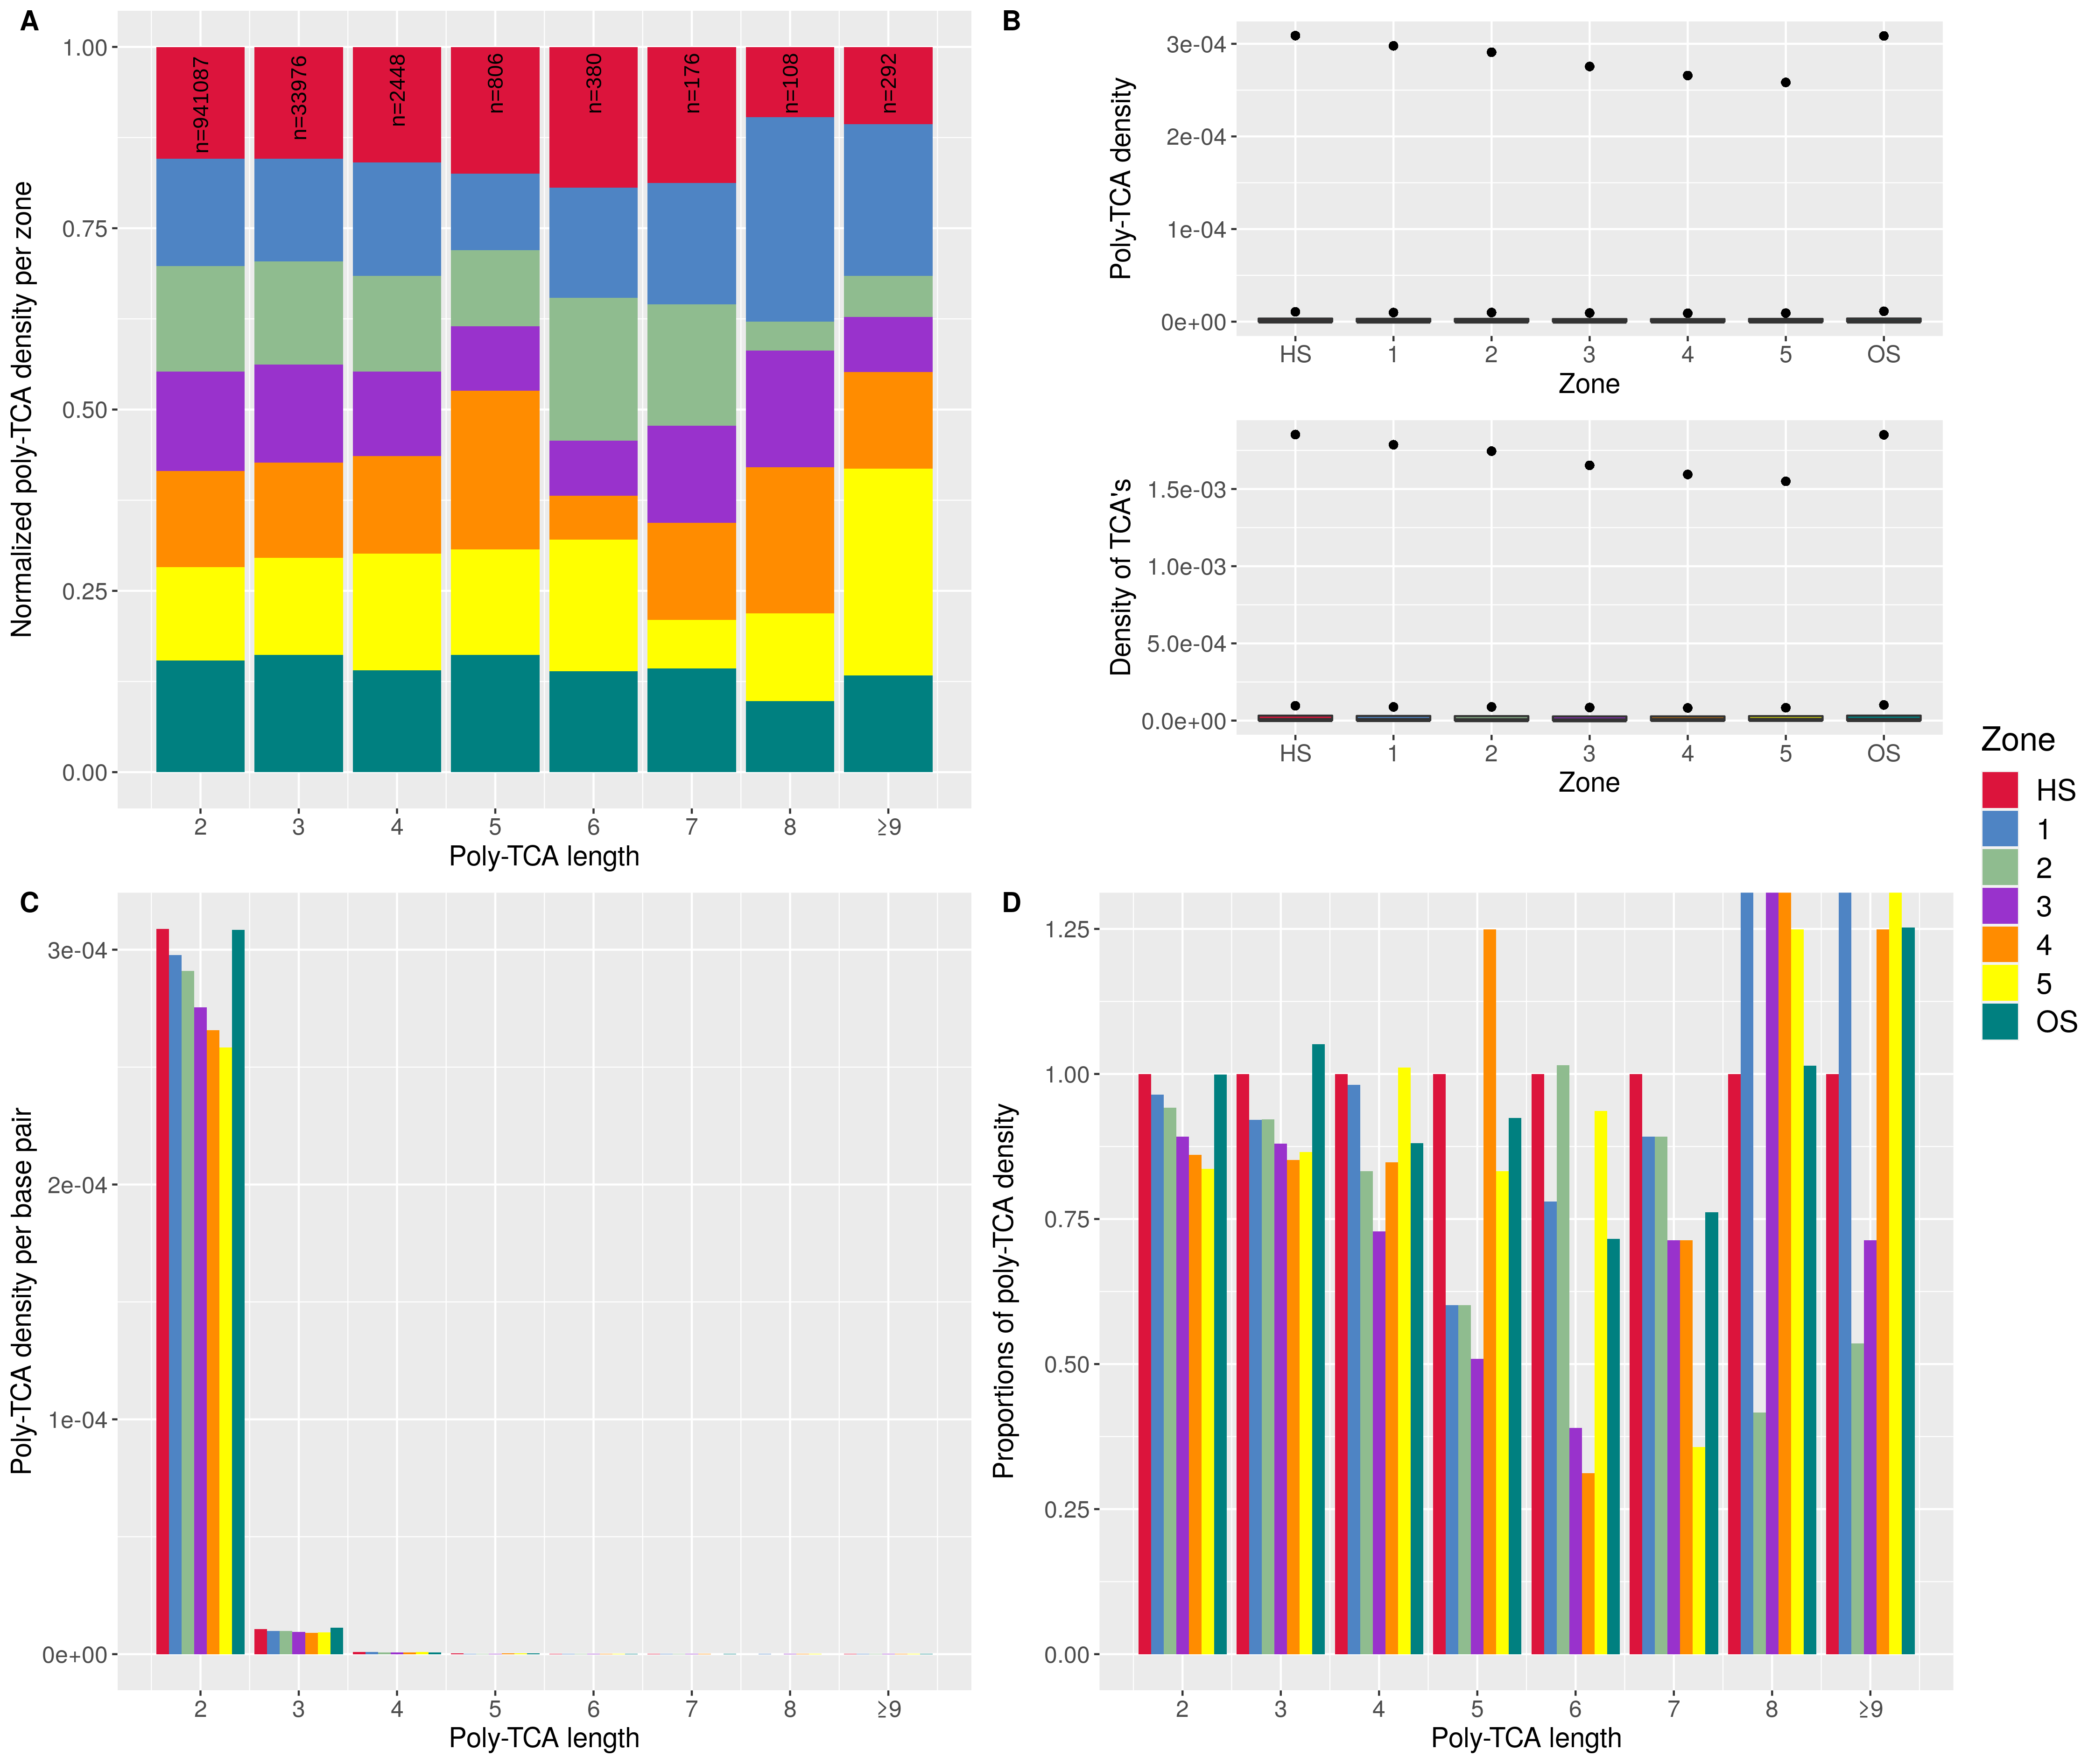 A
Normalized poly-TCA density per zone
1.00
0.75
0.50
0.25
0.00
n=941087
n=33976
n=2448
n=806
n=380
n=176
n=108
n=292
2 3 4 5 6 7 8 ≥9
Poly-TCA length
B
Poly-TCA density
3e-04
2e-04
1e-04
0e+00
HS 1 2 3 4 5 OS
Zone
Density of TCA's
1.5e-03
1.0e-03
5.0e-04
0.0e+00
HS 1 2 3 4 5 OS
Zone
C
Poly-TCA density per base pair
3e-04
2e-04
1e-04
0e+00
2 3 4 5 6 7 8 ≥9
Poly-TCA length
D
Proportions of poly-TCA density
1.25
1.00
0.75
0.50
0.25
0.00
2 3 4 5 6 7 8 ≥9
Poly-TCA length
Zone
HS
1
2
3
4
5
OS